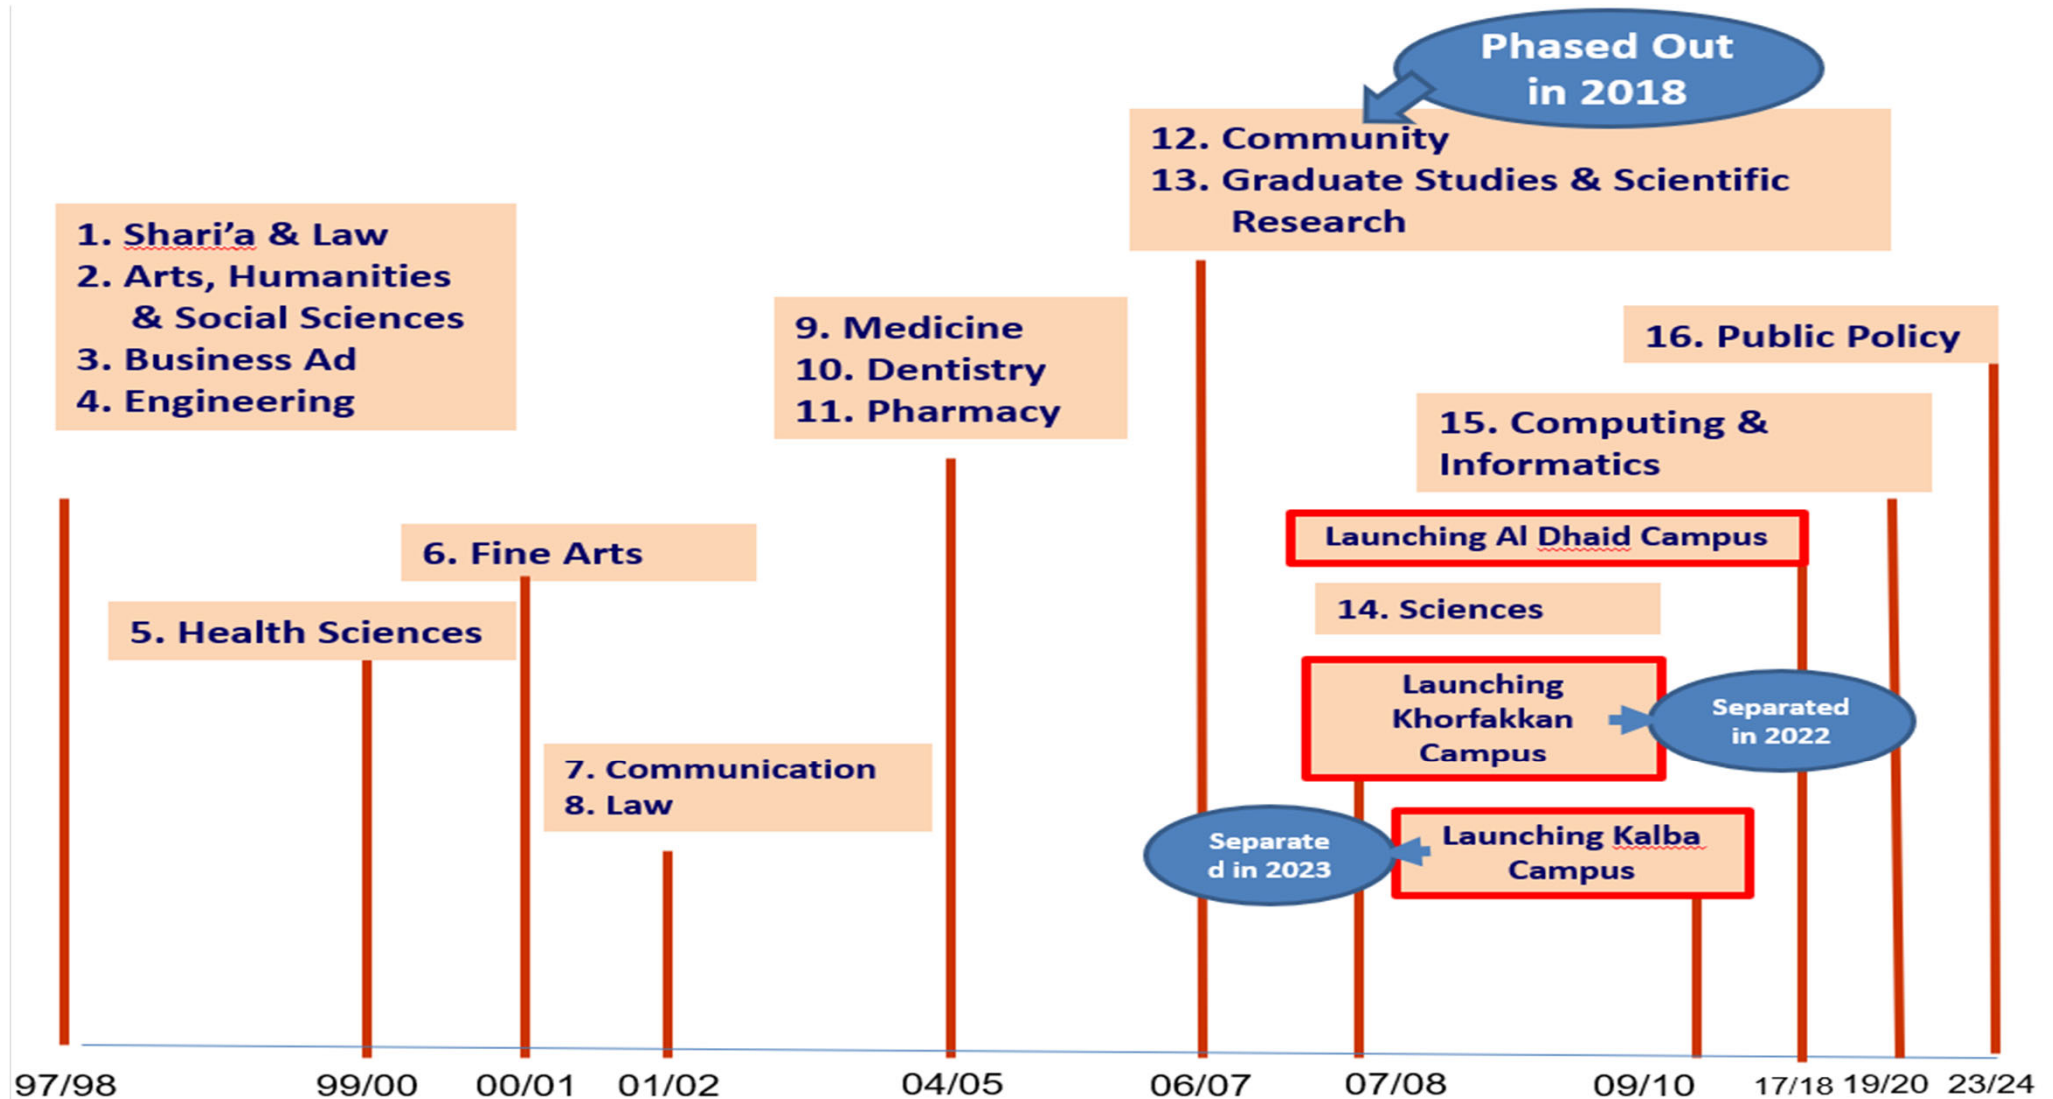 Phased Out
in 2018
12. Community
13. Graduate Studies & Scientific
Research
1. Shari’a & Law
2. Arts, Humanities
& Social Sciences
3. Business Ad
4. Engineering
9. Medicine
10. Dentistry
11. Pharmacy
16. Public Policy
15. Computing &
Informatics
6. Fine Arts
Launching Al Dhaid Campus
5. Health Sciences
14. Sciences
Launching
Khorfakkan
Campus
Separated
in 2022
7. Communication
8. Law
Separate
d in 2023
Launching Kalba
Campus
97/98
99/00
00/01
01/02
04/05
06/07
07/08
09/10
17/18
19/20
23/24